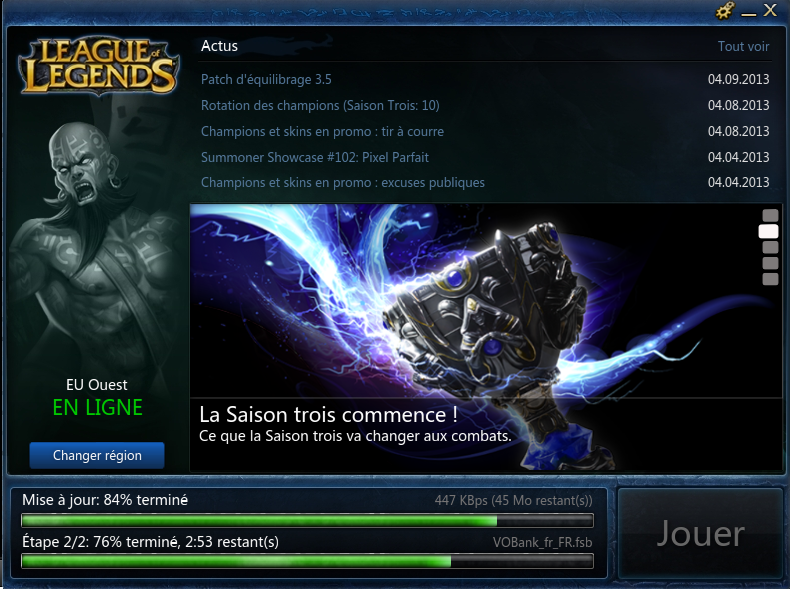 LEAGUE of LEGENDS
Actus
Tout voir
Patch d'équilibrage 3.5 04.09.2013
Rotation des champions (Saison Trois: 10) 04.08.2013
Champions et skins en promo : tir à courre 04.08.2013
Summoner Showcase #102: Pixel Parfait 04.04.2013
Champions et skins en promo : excuses publiques 04.04.2013
EU Ouest
EN LIGNE
Changer région
La Saison trois commence !
Ce que la Saison trois va changer aux combats.
Mise à jour: 84% terminé 447 KBps (45 Mo restant(s))
Étape 2/2: 76% terminé, 2:53 restant(s) VOBank_fr_FR.fsb
Jouer